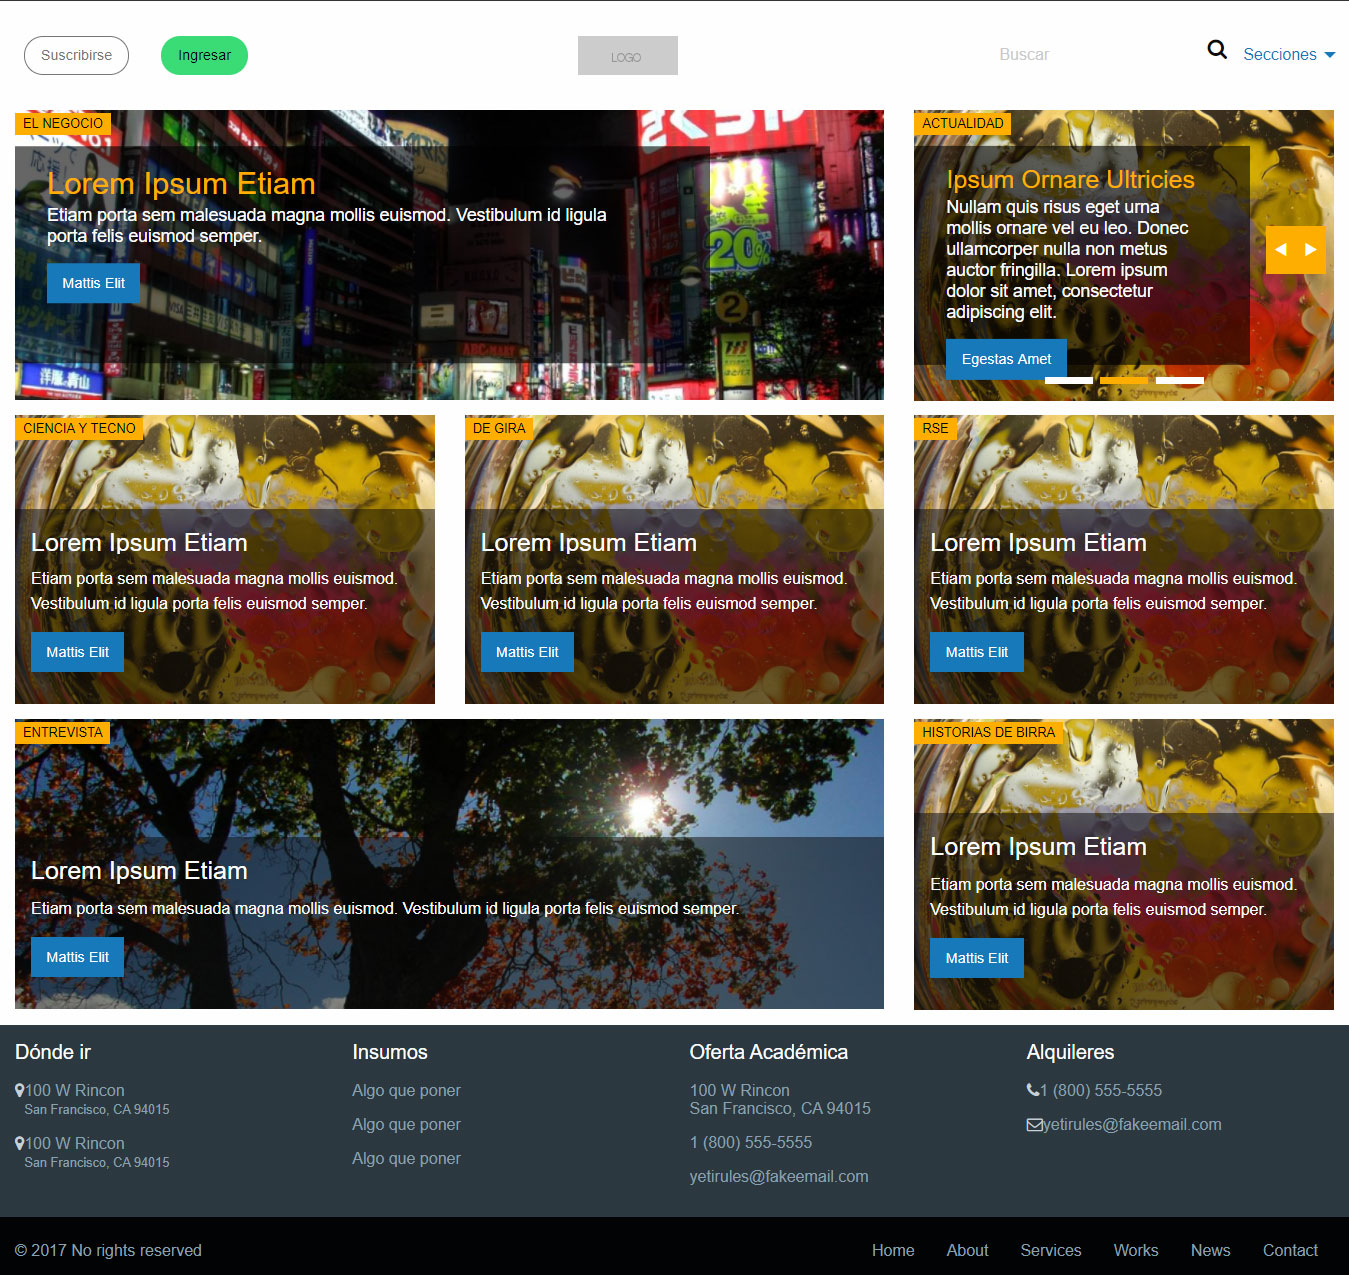 Suscribirse
Ingresar
LOGO
Buscar
Secciones
EL NEGOCIO
Lorem Ipsum Etiam
Etiam porta sem malesuada magna mollis euismod. Vestibulum id ligula
porta felis euismod semper.
Mattis Elit
20%
2
ABC-MART
洋服の青山
ACTUALIDAD
Ipsum Ornare Ultricies
Nullam quis risus eget urna
mollis ornare vel eu leo. Donec
ullamcorper nulla non metus
auctor fringilla. Lorem ipsum
dolor sit amet, consectetur
adipiscing elit.
Egestas Amet
CIENCIA Y TECNO
Lorem Ipsum Etiam
Etiam porta sem malesuada magna mollis euismod.
Vestibulum id ligula porta felis euismod semper.
Mattis Elit
DE GIRA
Lorem Ipsum Etiam
Etiam porta sem malesuada magna mollis euismod.
Vestibulum id ligula porta felis euismod semper.
Mattis Elit
RSE
Lorem Ipsum Etiam
Etiam porta sem malesuada magna mollis euismod.
Vestibulum id ligula porta felis euismod semper.
Mattis Elit
ENTREVISTA
Lorem Ipsum Etiam
Etiam porta sem malesuada magna mollis euismod. Vestibulum id ligula porta felis euismod semper.
Mattis Elit
HISTORIAS DE BIRRA
Lorem Ipsum Etiam
Etiam porta sem malesuada magna mollis euismod.
Vestibulum id ligula porta felis euismod semper.
Mattis Elit
Dónde ir
100 W Rincon
San Francisco, CA 94015
100 W Rincon
San Francisco, CA 94015
Insumos
Algo que poner
Algo que poner
Algo que poner
Oferta Académica
100 W Rincon
San Francisco, CA 94015
1 (800) 555-5555
yetirules@fakeemail.com
Alquileres
1 (800) 555-5555
yetirules@fakeemail.com
© 2017 No rights reserved
Home
About
Services
Works
News
Contact